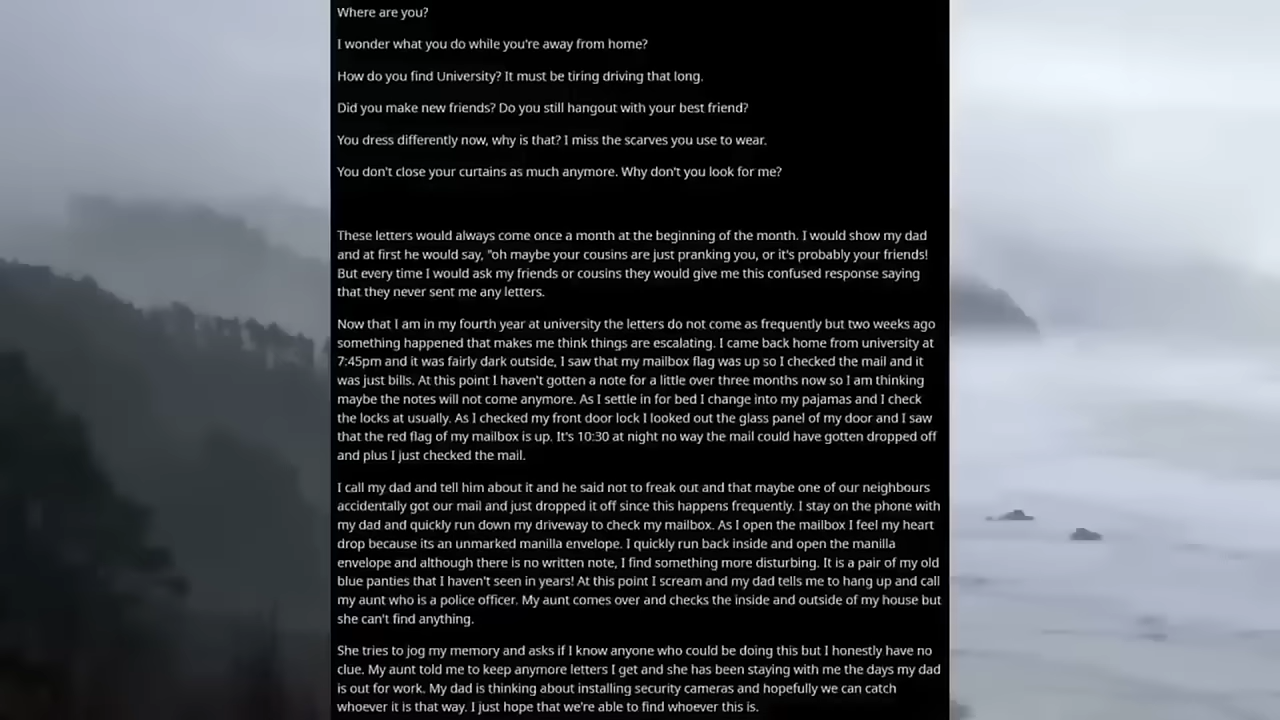 Where are you?
I wonder what you do while you're away from home?
How do you find University? It must be tiring driving that long.
Did you make new friends? Do you still hangout with your best friend?
You dress differently now, why is that? I miss the scarves you use to wear.
You don't close your curtains as much anymore. Why don't you look for me?
These letters would always come once a month at the beginning of the month. I would show my dad
and at first he would say, "oh maybe your cousins are just pranking you, or it's probably your friends!
But every time I would ask my friends or cousins they would give me this confused response saying
that they never sent me any letters.
Now that I am in my fourth year at university the letters do not come as frequently but two weeks ago
something happened that makes me think things are escalating. I came back home from university at
7:45pm and it was fairly dark outside, I saw that my mailbox flag was up so I checked the mail and it
was just bills. At this point I haven't gotten a note for a little over three months now so I am thinking
maybe the notes will not come anymore. As I settle in for bed I change into my pajamas and I check
the locks at usually. As I checked my front door lock I looked out the glass panel of my door and I saw
that the red flag of my mailbox is up. It's 10:30 at night no way the mail could have gotten dropped off
and plus I just checked the mail.
I call my dad and tell him about it and he said not to freak out and that maybe one of our neighbours
accidentally got our mail and just dropped it off since this happens frequently. I stay on the phone with
my dad and quickly run down my driveway to check my mailbox. As I open the mailbox I feel my heart
drop because its an unmarked manilla envelope. I quickly run back inside and open the manilla
envelope and although there is no written note, I find something more disturbing. It is a pair of my old
blue panties that I haven't seen in years! At this point I scream and my dad tells me to hang up and call
my aunt who is a police officer. My aunt comes over and checks the inside and outside of my house but
she can't find anything.
She tries to jog my memory and asks if I know anyone who could be doing this but I honestly have no
clue. My aunt told me to keep anymore letters I get and she has been staying with me the days my dad
is out for work. My dad is thinking about installing security cameras and hopefully we can catch
whoever it is that way. I just hope that we're able to find whoever this is.